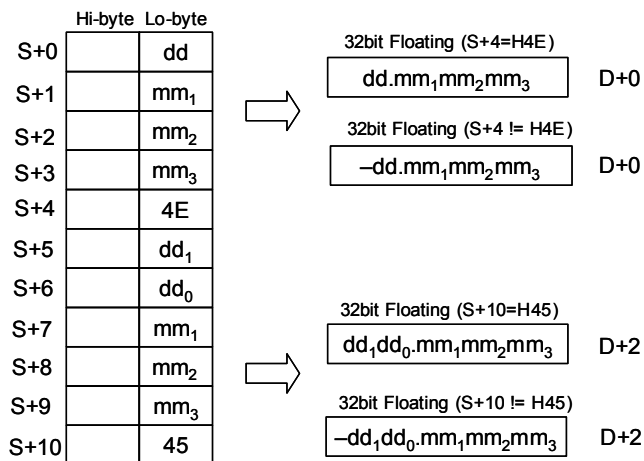 Hi-byte Lo-byte
S+0 dd
S+1 mm₁
S+2 mm₂
S+3 mm₃
S+4 4E
S+5 dd₁
S+6 dd₀
S+7 mm₁
S+8 mm₂
S+9 mm₃
S+10 45
32bit Floating (S+4=H4E)
dd.mm₁mm₂mm₃ D+0
32bit Floating (S+4 != H4E)
–dd.mm₁mm₂mm₃ D+0
32bit Floating (S+10=H45)
dd₁dd₀.mm₁mm₂mm₃ D+2
32bit Floating (S+10 != H45)
–dd₁dd₀.mm₁mm₂mm₃ D+2